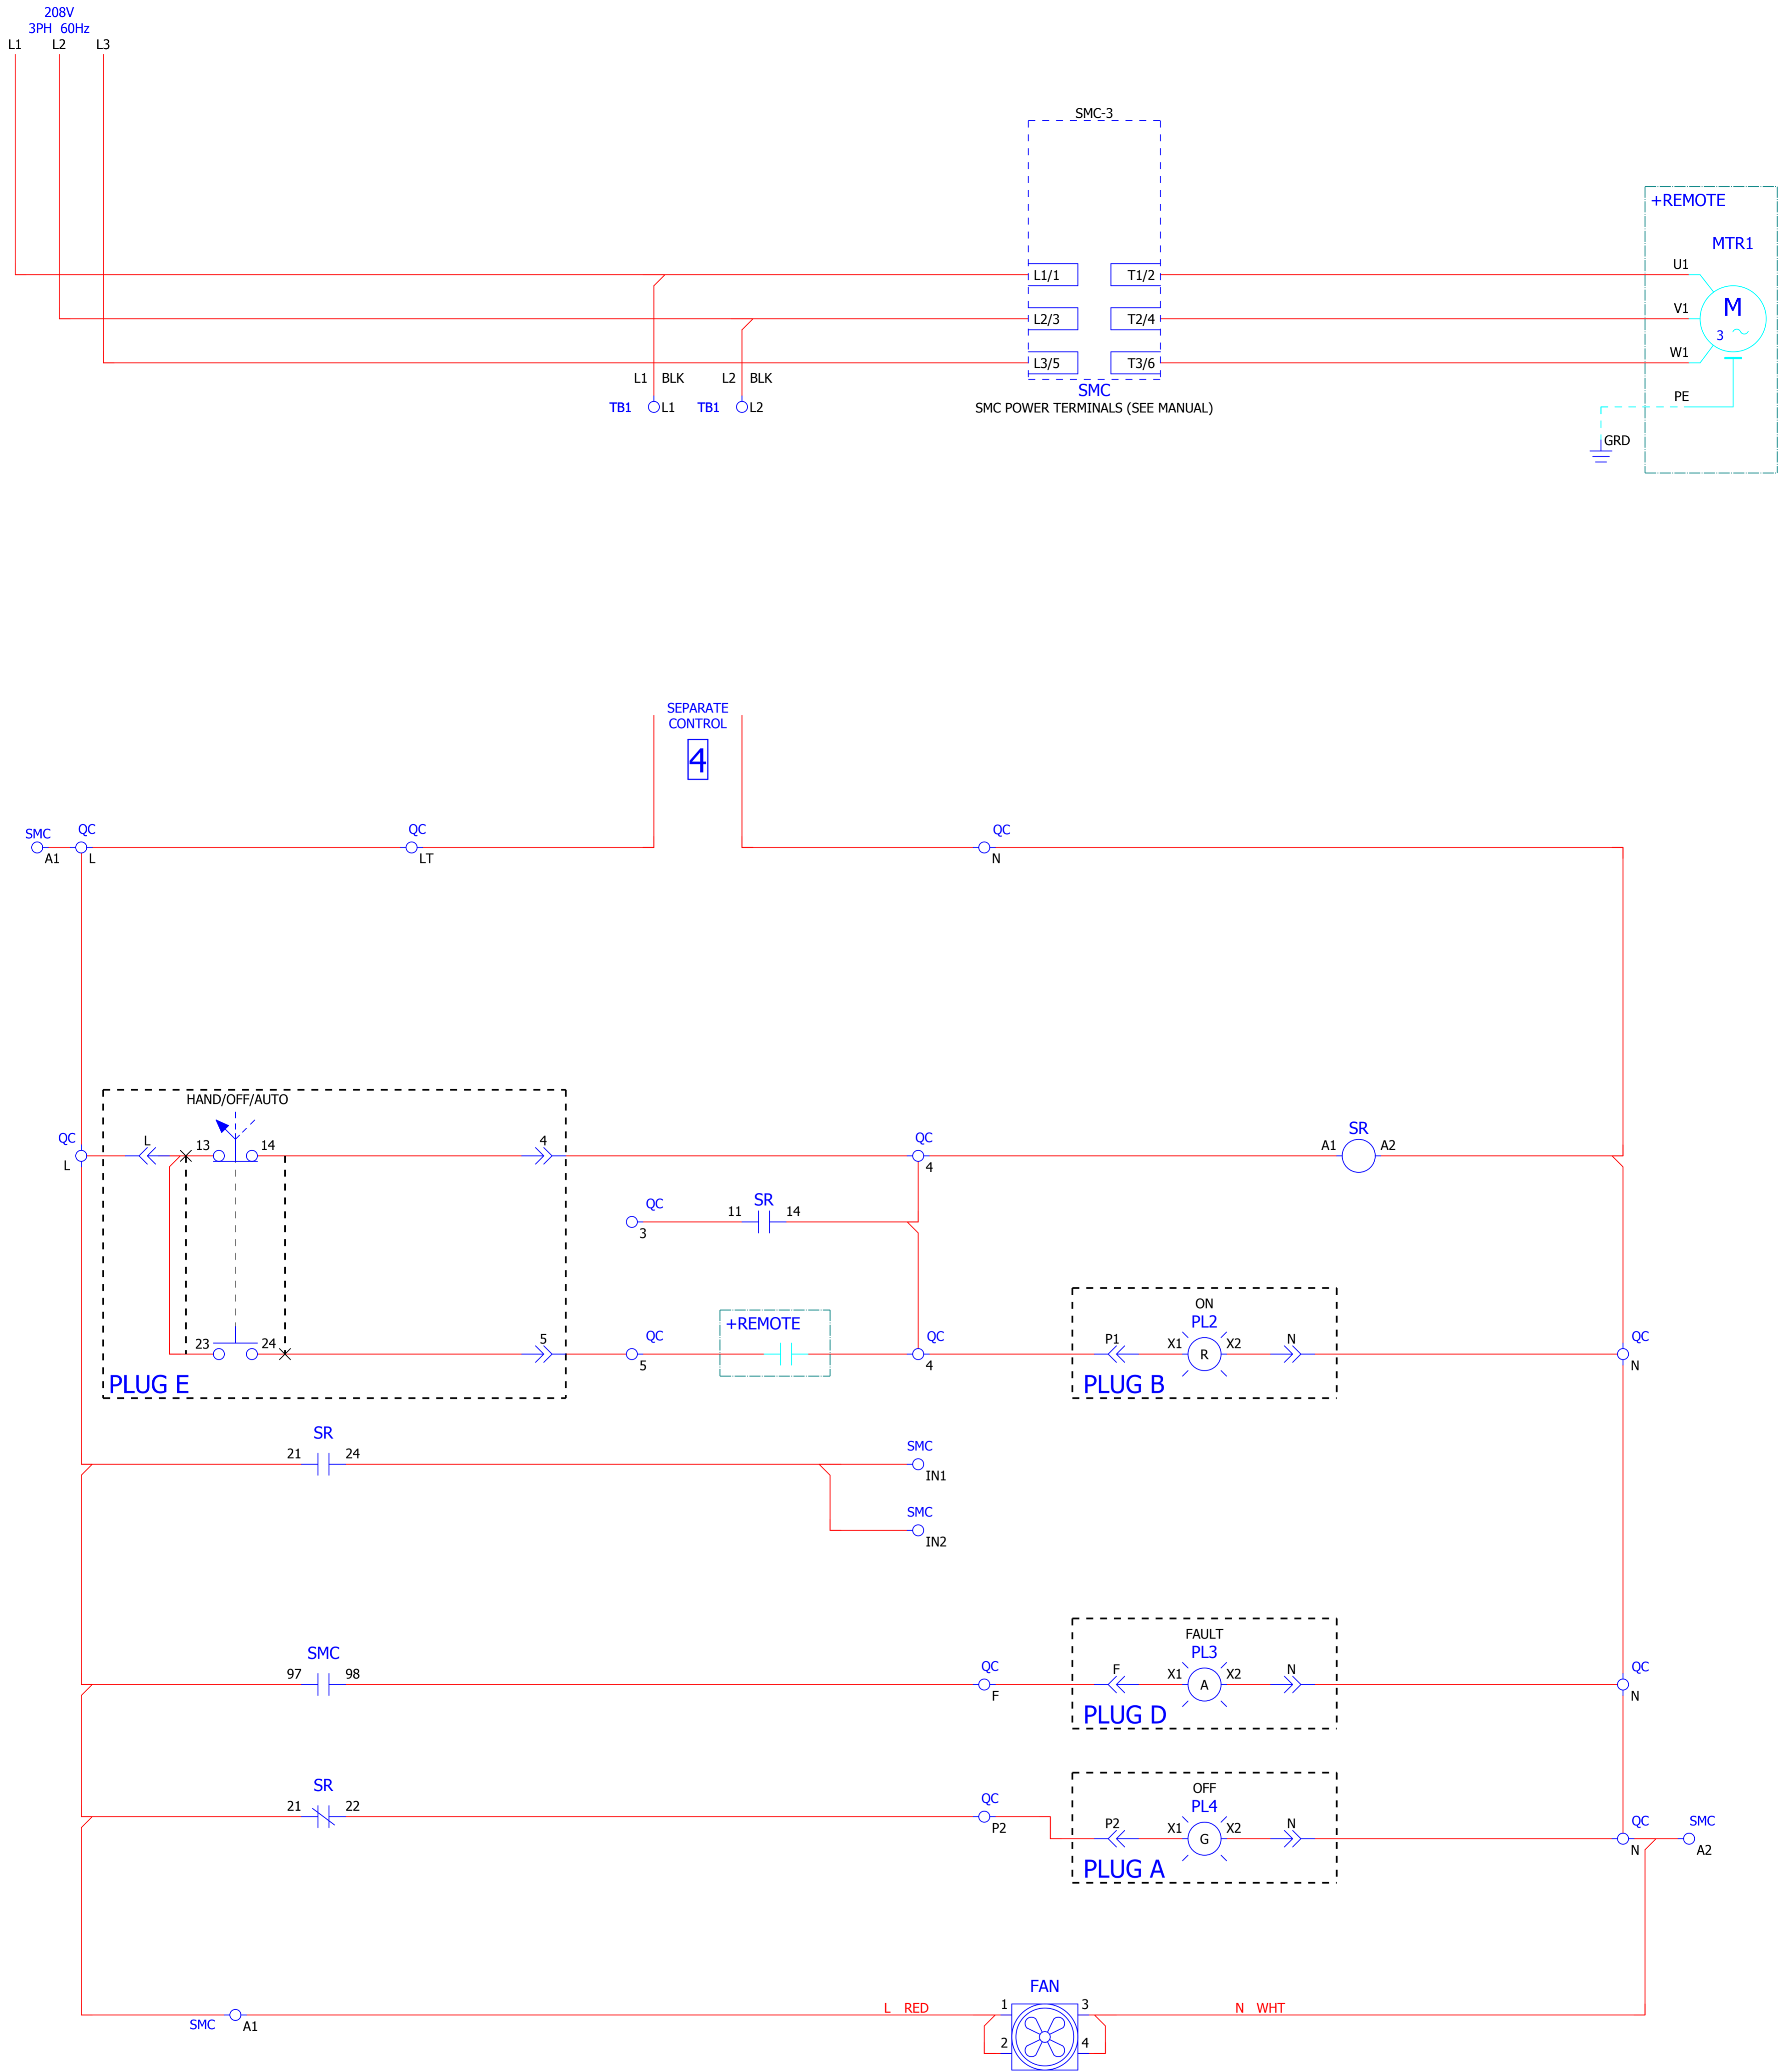 208V
3PH 60Hz
L1 L2 L3
SMC-3
+REMOTE
MTR1
L1/1 T1/2 U1
L2/3 T2/4 V1 M
3
L3/5 T3/6 W1
L1 BLK L2 BLK
SMC
TB1 L1 TB1 L2
SMC POWER TERMINALS (SEE MANUAL)
PE
GRD
SEPARATE
CONTROL
4
SMC QC QC QC
A1 L LT N
HAND/OFF/AUTO
QC L 13 14 4 QC A1 SR A2
L 4
QC 11 SR 14
3
+REMOTE
ON
PL2
23 24 5 QC QC P1 X1 R X2 N QC
5 4 N
PLUG E PLUG B
SR
21 24 SMC
IN1
SMC
IN2
FAULT
SMC PL3
97 98 QC F X1 A X2 N QC
F N
PLUG D
SR OFF
21 22 QC PL4
P2 P2 X1 G X2 N QC SMC
N A2
PLUG A
FAN
L RED 1 3 N WHT
SMC A1
2 4